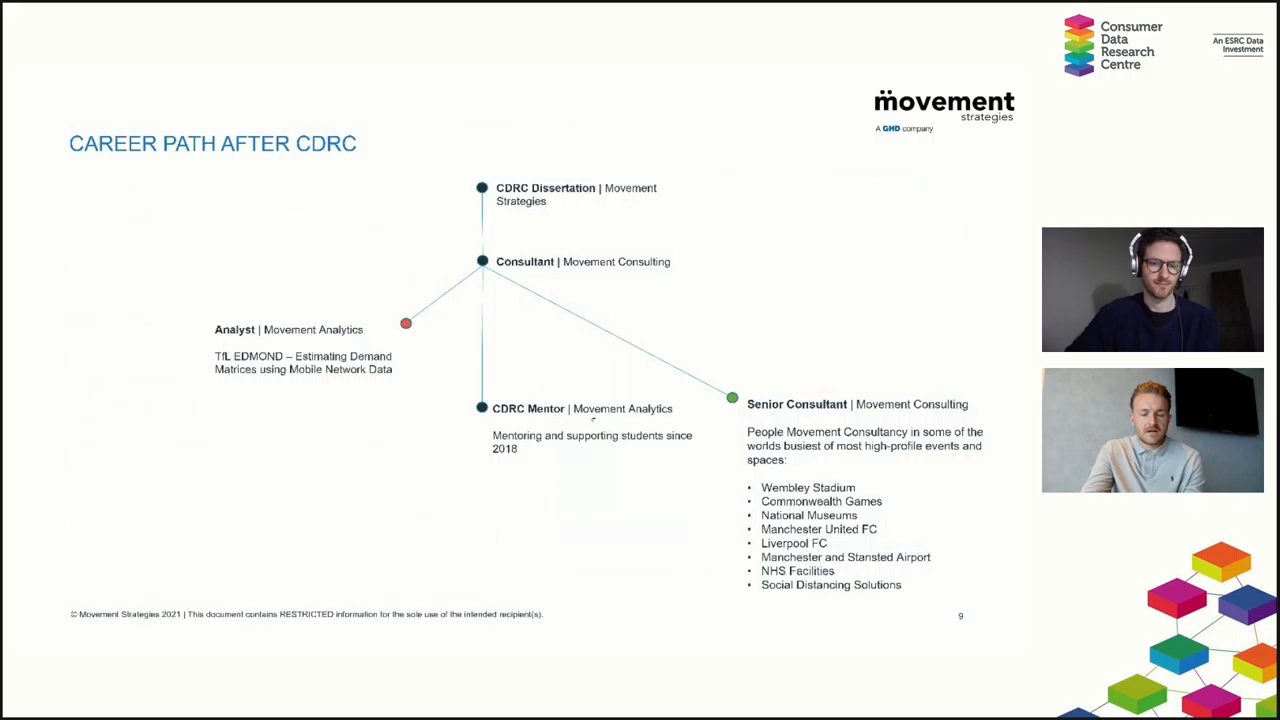 Consumer
Data
Research
Centre
An ESRC Data
Investment
movement
strategies
A GHD company
CAREER PATH AFTER CDRC
CDRC Dissertation | Movement
Strategies
Consultant | Movement Consulting
Analyst | Movement Analytics
TfL EDMOND – Estimating Demand
Matrices using Mobile Network Data
CDRC Mentor | Movement Analytics
Mentoring and supporting students since
2018
Senior Consultant | Movement Consulting
People Movement Consultancy in some of the
worlds busiest of most high-profile events and
spaces:
• Wembley Stadium
• Commonwealth Games
• National Museums
• Manchester United FC
• Liverpool FC
• Manchester and Stansted Airport
• NHS Facilities
• Social Distancing Solutions
© Movement Strategies 2021 | This document contains RESTRICTED information for the sole use of the intended recipient(s).
9